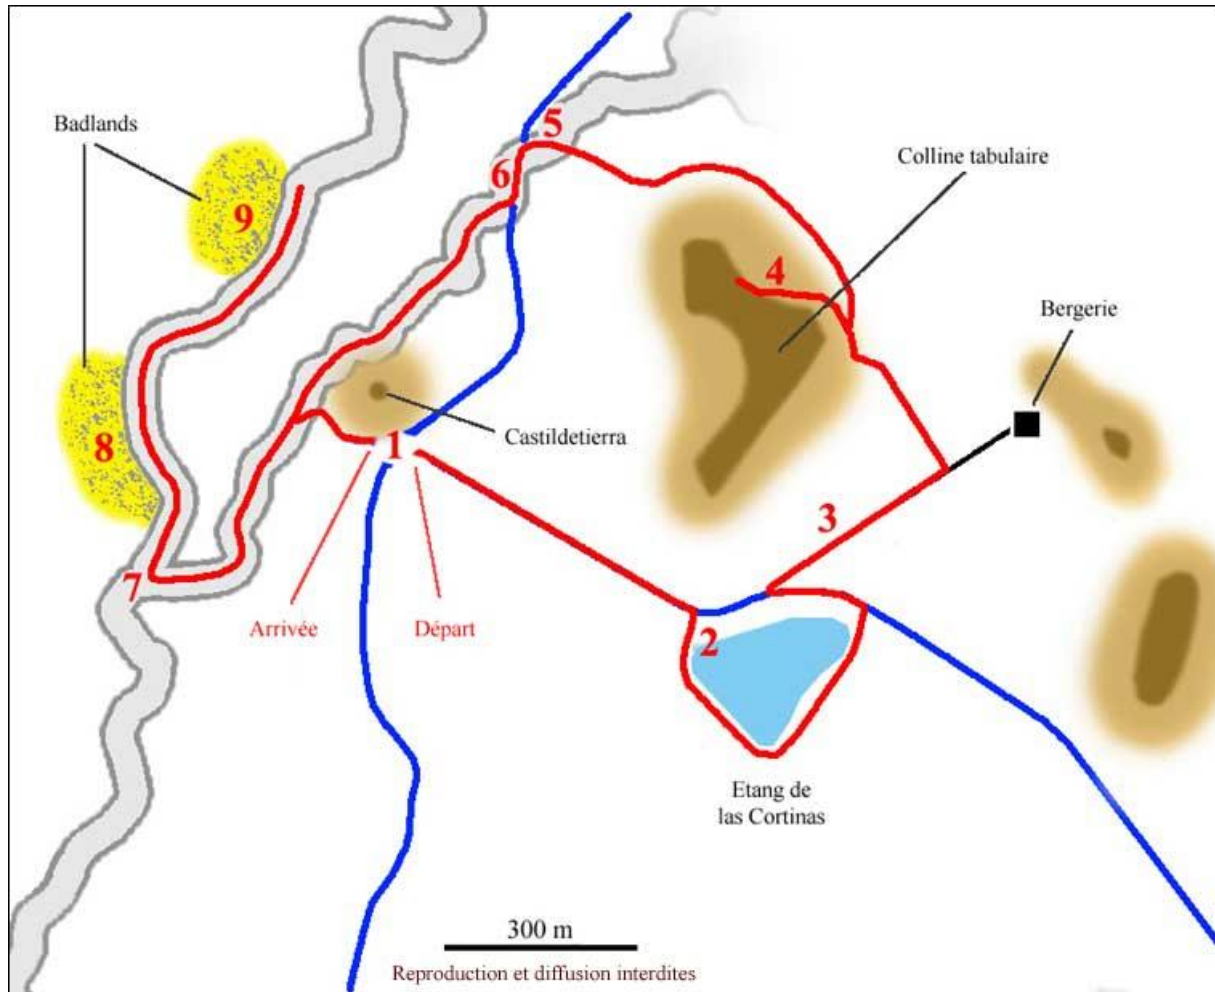 5
Badlands
6
Colline tabulaire
9
4
Bergerie
8
1
Castildetierra
3
7
Arrivée
Départ
2
Etang de
las Cortinas
300 m
Reproduction et diffusion interdites